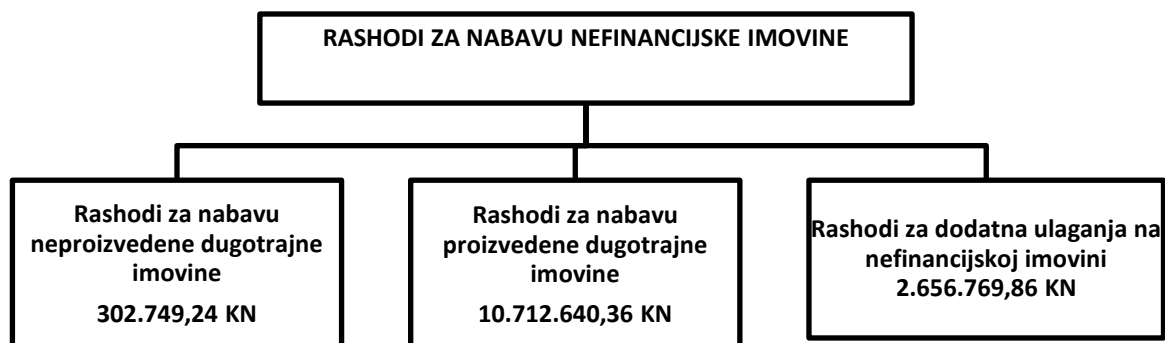 RASHODI ZA NABAVU NEFINANCIJSKE IMOVINE
Rashodi za nabavu
neproizvedene dugotrajne
imovine
302.749,24 KN
Rashodi za nabavu
proizvedene dugotrajne
imovine
10.712.640,36 KN
Rashodi za dodatna ulaganja na
nefinancijskoj imovini
2.656.769,86 KN